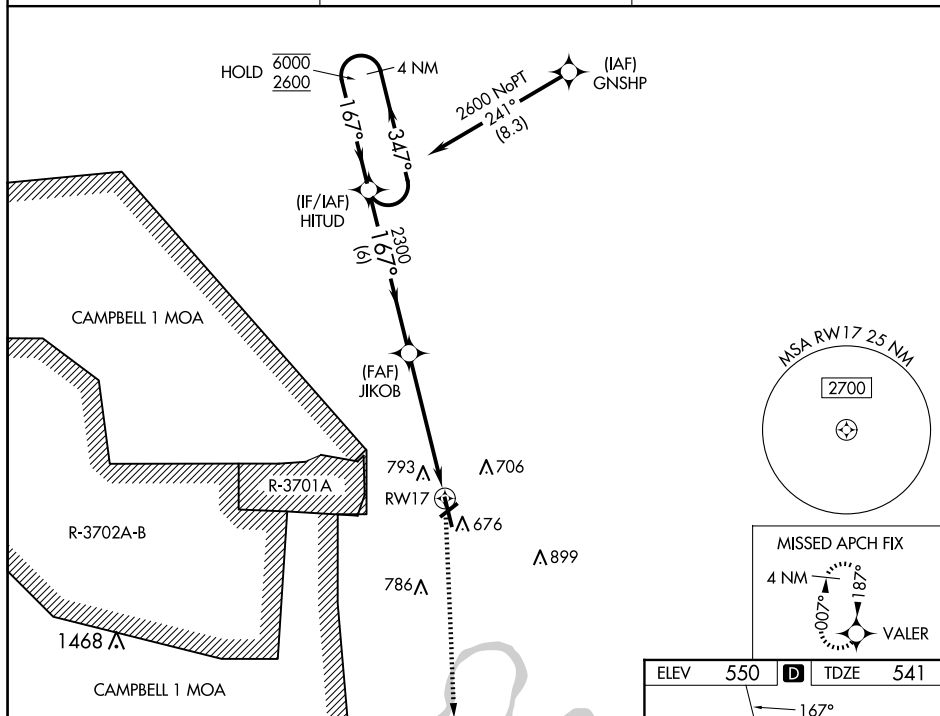 HOLD 6000
2600
4 NM
167°
347°
2600 NoPT
241°
(8.3)
(IAF)
GNSHP
(IF/IAF)
HITUD
2300
167°
(6)
CAMPBELL 1 MOA
(FAF)
JIKOB
MSA RW17 25 NM
2700
793
706
R-3701A
RW17
676
R-3702A-B
899
786
1468
CAMPBELL 1 MOA
MISSED APCH FIX
4 NM
007°
187°
VALER
ELEV 550 D TDZE 541
167°